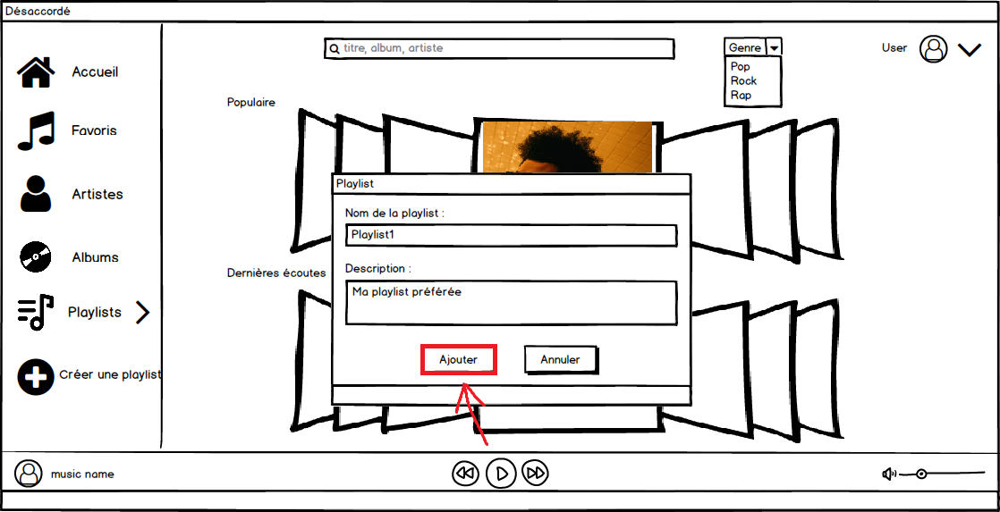 Désaccordé
titre, album, artiste
Genre
Pop
Rock
Rap
User
Accueil
Favoris
Artistes
Albums
Playlists
Créer une playlist
Populaire
Dernières écoutes
Playlist
Nom de la playlist :
Playlist1
Description :
Ma playlist préférée
Ajouter
Annuler
music name